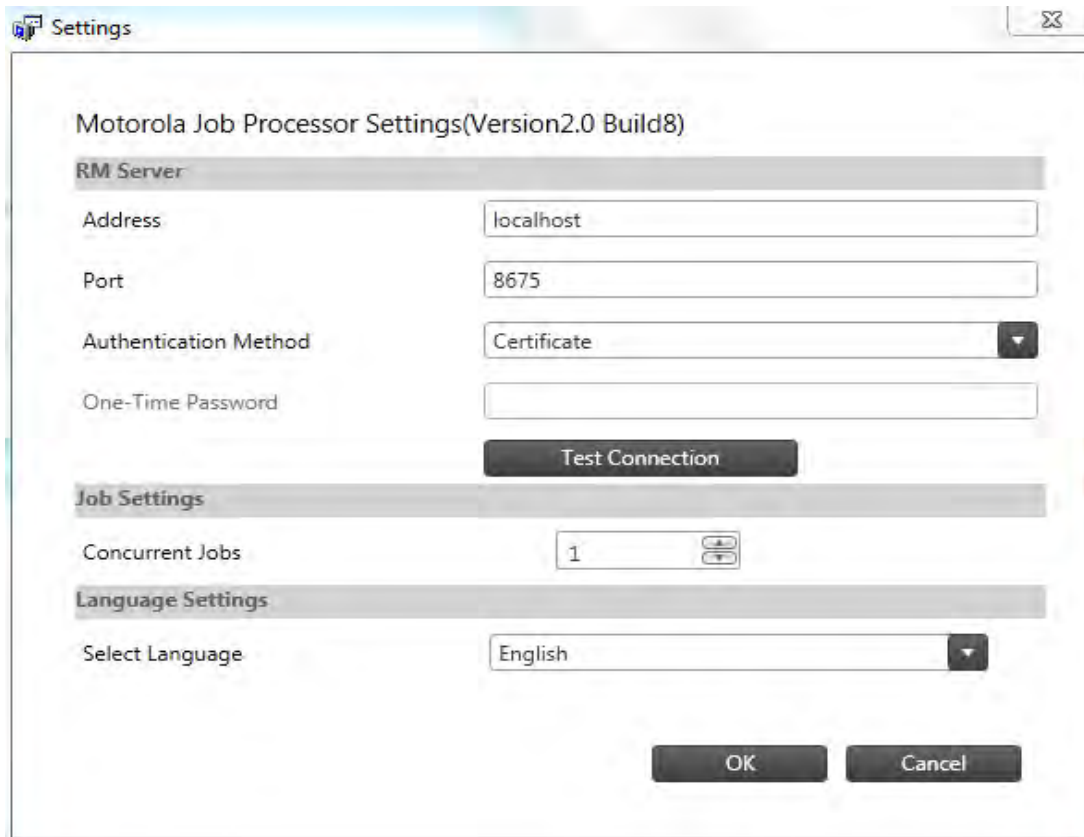 Settings
Motorola Job Processor Settings(Version2.0 Build8)
RM Server
Address localhost
Port 8675
Authentication Method Certificate
One-Time Password
Test Connection
Job Settings
Concurrent Jobs 1
Language Settings
Select Language English
OK Cancel